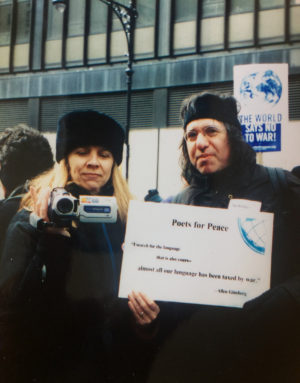 THE WORLD
SAYS NO
TO WAR!
Poets for Peace
"I search for the language
that is also
almost all our language has been taxed by war."
--Allen Ginsberg